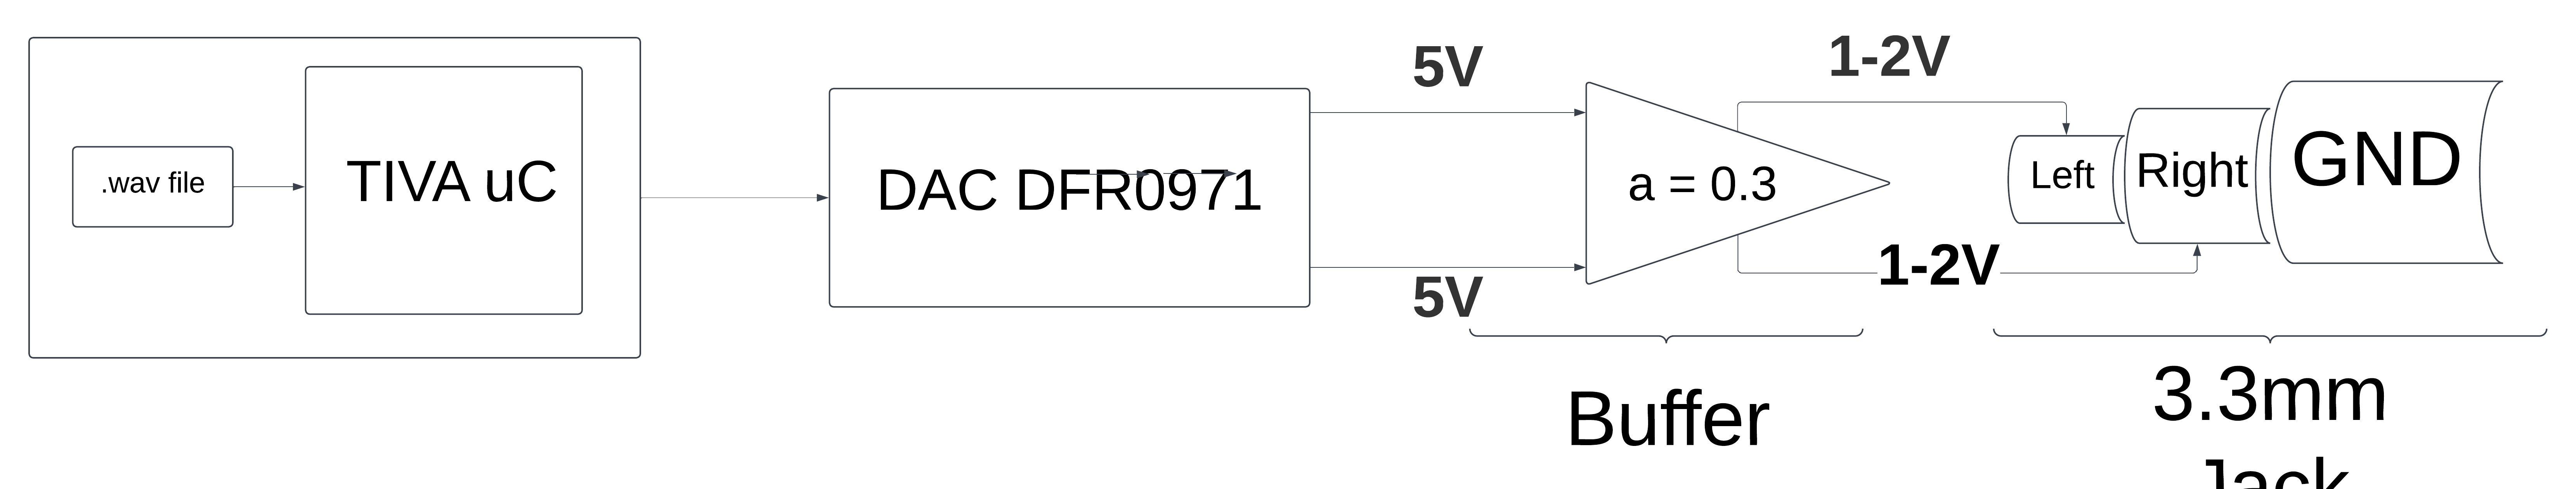 .wav file
TIVA uC
DAC DFR0971
5V
5V
a = 0.3
1-2V
1-2V
Left
Right
GND
Buffer
3.3mm
Jack